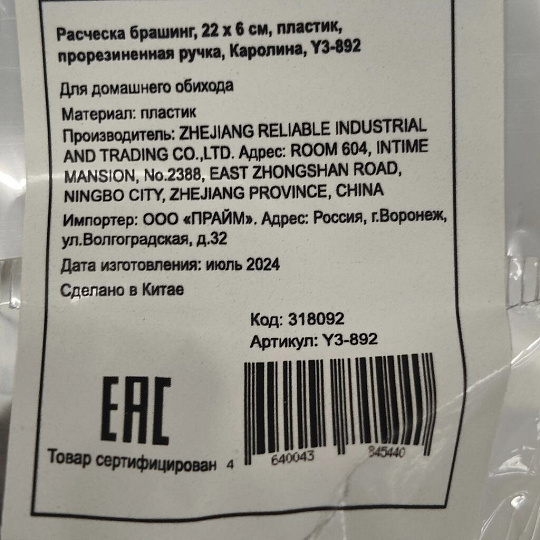 Расческа брашинг, 22 х 6 см, пластик,
прорезиненная ручка, Каролина, Y3-892
Для домашнего обихода
Материал: пластик
Производитель: ZHEJIANG RELIABLE INDUSTRIAL
AND TRADING CO.,LTD. Адрес: ROOM 604, INTIME
MANSION, No.2388, EAST ZHONGSHAN ROAD,
NINGBO CITY, ZHEJIANG PROVINCE, CHINA
Импортер: ООО «ПРАЙМ». Адрес: Россия, г.Воронеж,
ул.Волгоградская, д.32
Дата изготовления: июль 2024
Сделано в Китае
Код: 318092
Артикул: Y3-892
EAC
Товар сертифицирован
4 640043 845440